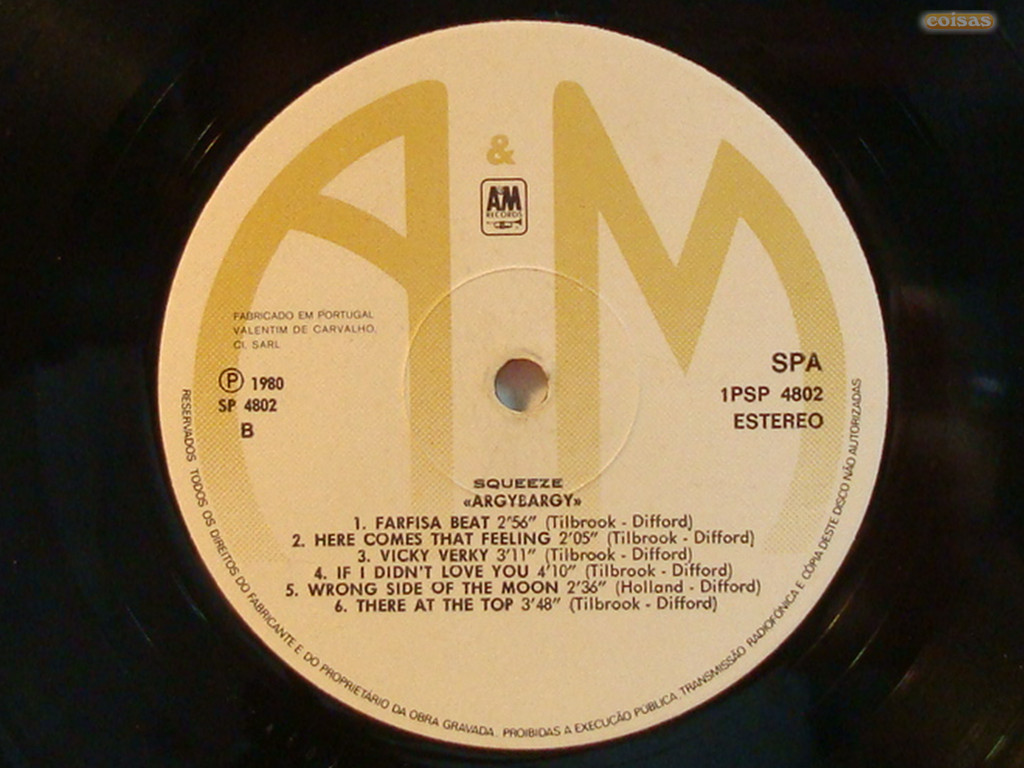 coisas
A & M
AM
RECORDS
FABRICADO EM PORTUGAL
VALENTIM DE CARVALHO,
CI. SARL
Ⓟ 1980
SP 4802
B
SPA
1PSP 4802
ESTEREO
SQUEEZE
«ARGYBARGY»
1. FARFISA BEAT 2'56" (Tilbrook - Difford)
2. HERE COMES THAT FEELING 2'05" (Tilbrook - Difford)
3. VICKY VERKY 3'11" (Tilbrook - Difford)
4. IF I DIDN'T LOVE YOU 4'10" (Tilbrook - Difford)
5. WRONG SIDE OF THE MOON 2'36" (Holland - Difford)
6. THERE AT THE TOP 3'48" (Tilbrook - Difford)
RESERVADOS TODOS OS DIREITOS DO FABRICANTE E DO PROPRIETÁRIO DA OBRA GRAVADA. PROIBIDAS A EXECUÇÃO PÚBLICA TRANSMISSÃO RADIOFÓNICA E CÓPIA DESTE DISCO NÃO AUTORIZADAS